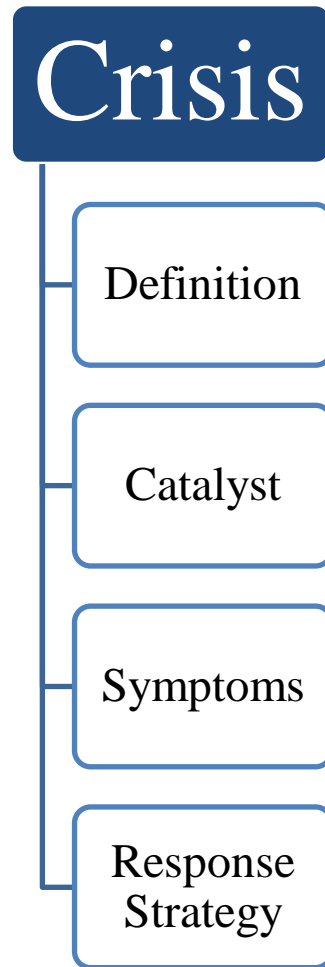 Crisis
Definition
Catalyst
Symptoms
Response
Strategy